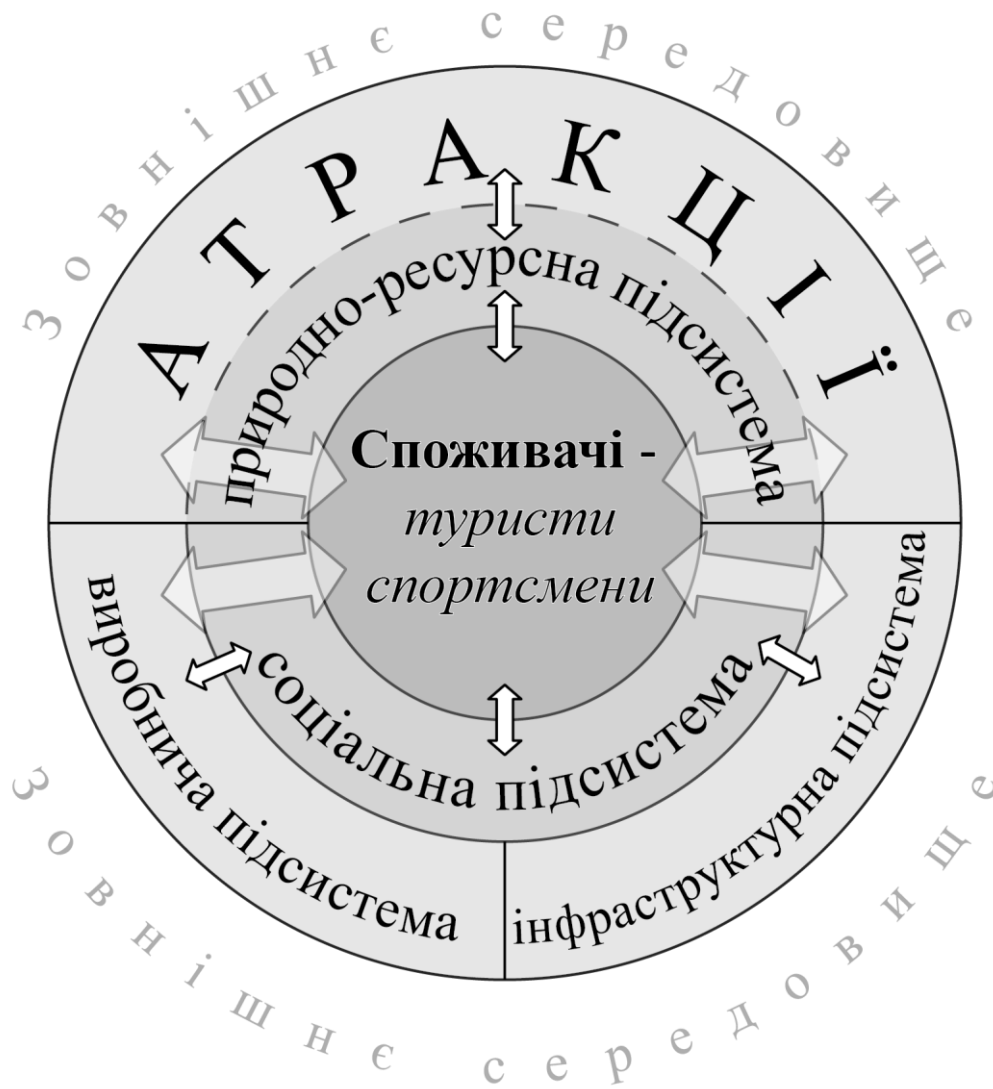 Зовнішнє середовище
АТРАКЦІЇ
природно-ресурсна підсистема
Споживачі -
туристи
спортсмени
соціальна підсистема
виробнича підсистема
інфраструктурна підсистема
Зовнішнє середовище